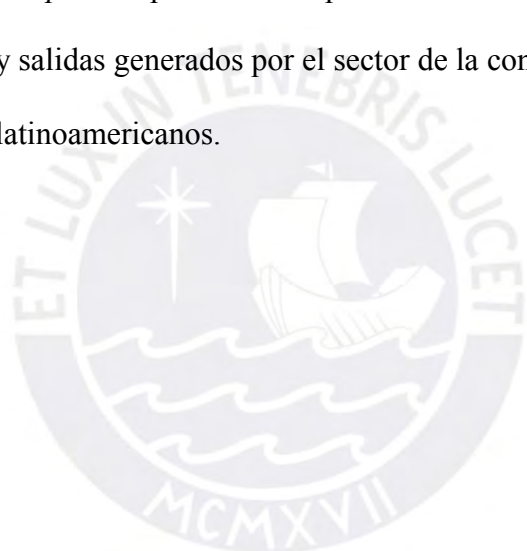 y salidas generados por el sector de la con
latinoamericanos.
ET LUX IN TENEBRIS LUCET
MCMXVII